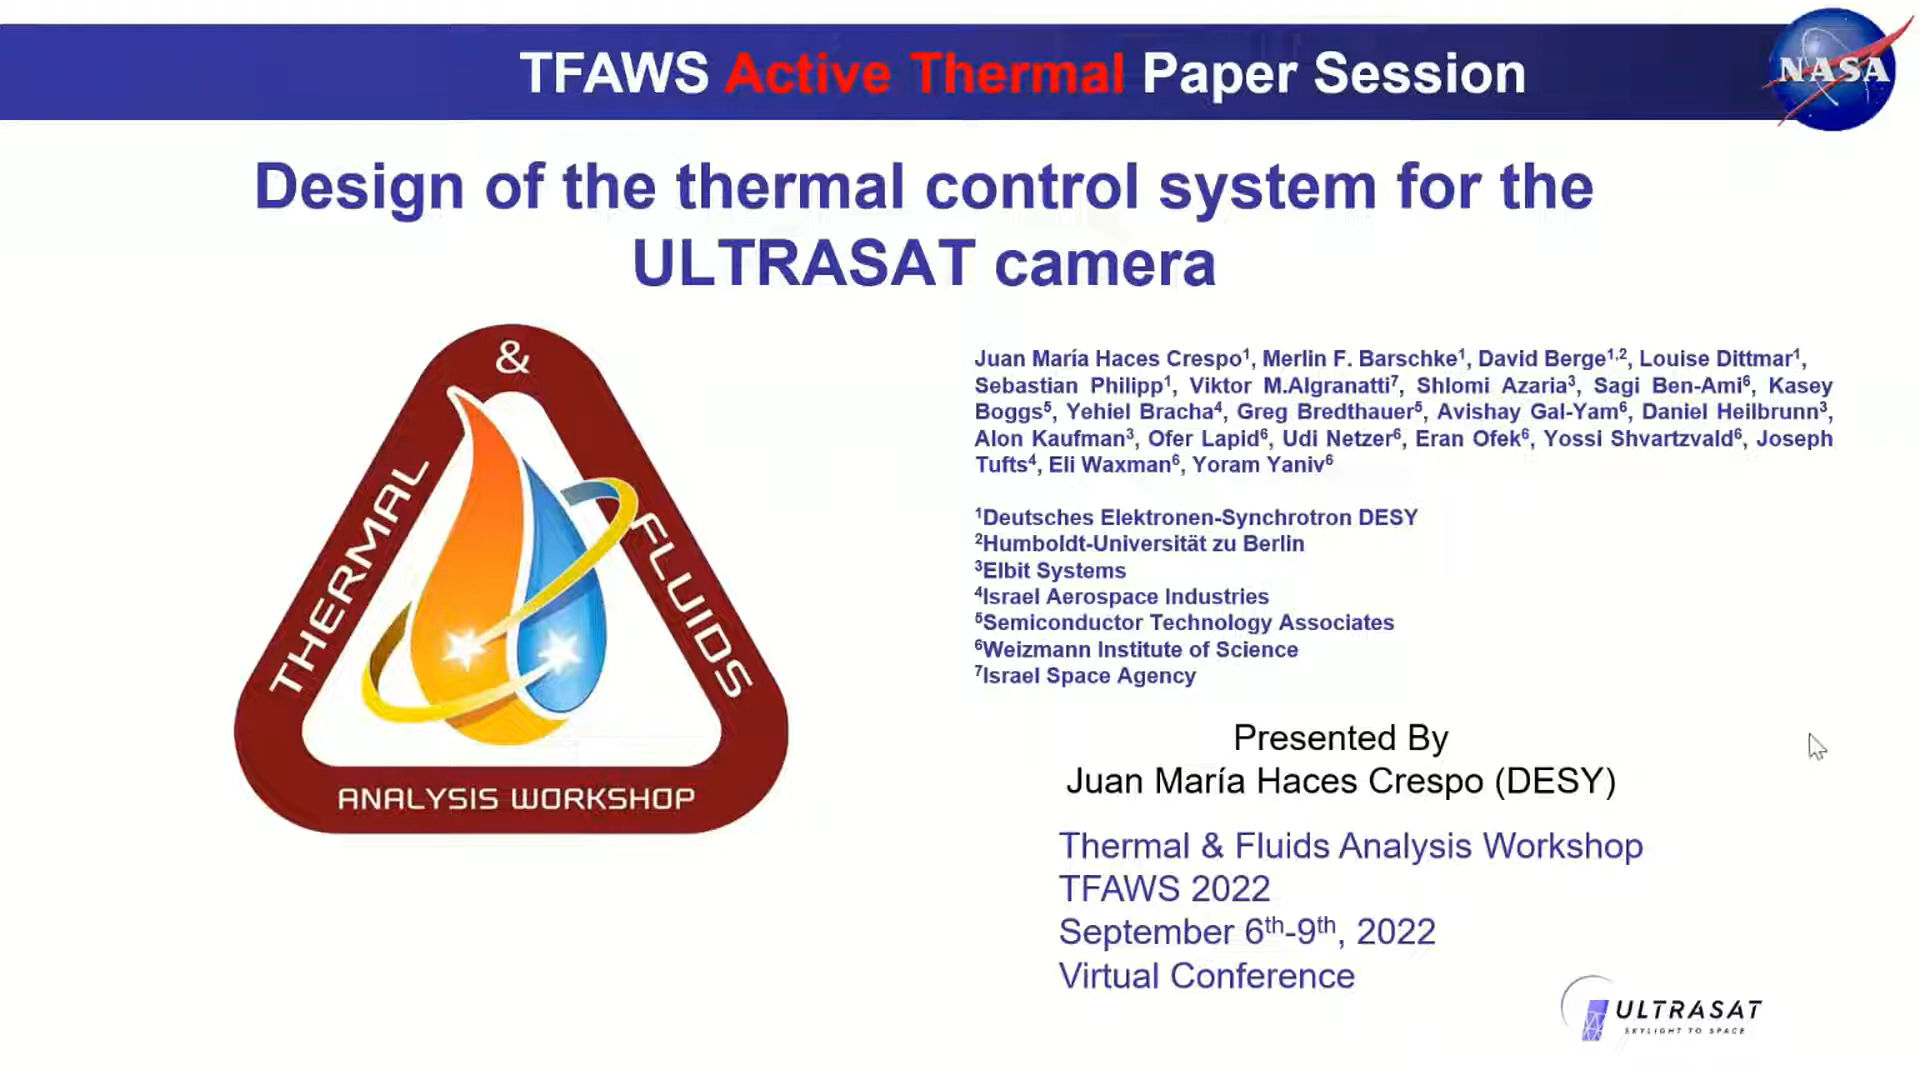 TFAWS Active Thermal Paper Session
NASA
Design of the thermal control system for the
ULTRASAT camera
&
THERMAL
FLUIDS
ANALYSIS WORKSHOP
Juan María Haces Crespo¹, Merlin F. Barschke¹, David Berge¹,², Louise Dittmar¹,
Sebastian Philipp¹, Viktor M.Algranatti⁷, Shlomi Azaria³, Sagi Ben-Ami⁶, Kasey
Boggs⁵, Yehiel Bracha⁴, Greg Bredthauer⁵, Avishay Gal-Yam⁶, Daniel Heilbrunn³,
Alon Kaufman³, Ofer Lapid⁶, Udi Netzer⁶, Eran Ofek⁶, Yossi Shvartzvald⁶, Joseph
Tufts⁴, Eli Waxman⁶, Yoram Yaniv⁶
¹Deutsches Elektronen-Synchrotron DESY
²Humboldt-Universität zu Berlin
³Elbit Systems
⁴Israel Aerospace Industries
⁵Semiconductor Technology Associates
⁶Weizmann Institute of Science
⁷Israel Space Agency
Presented By
Juan María Haces Crespo (DESY)
Thermal & Fluids Analysis Workshop
TFAWS 2022
September 6th-9th, 2022
Virtual Conference
ULTRASAT
SKYLIGHT TO SPACE